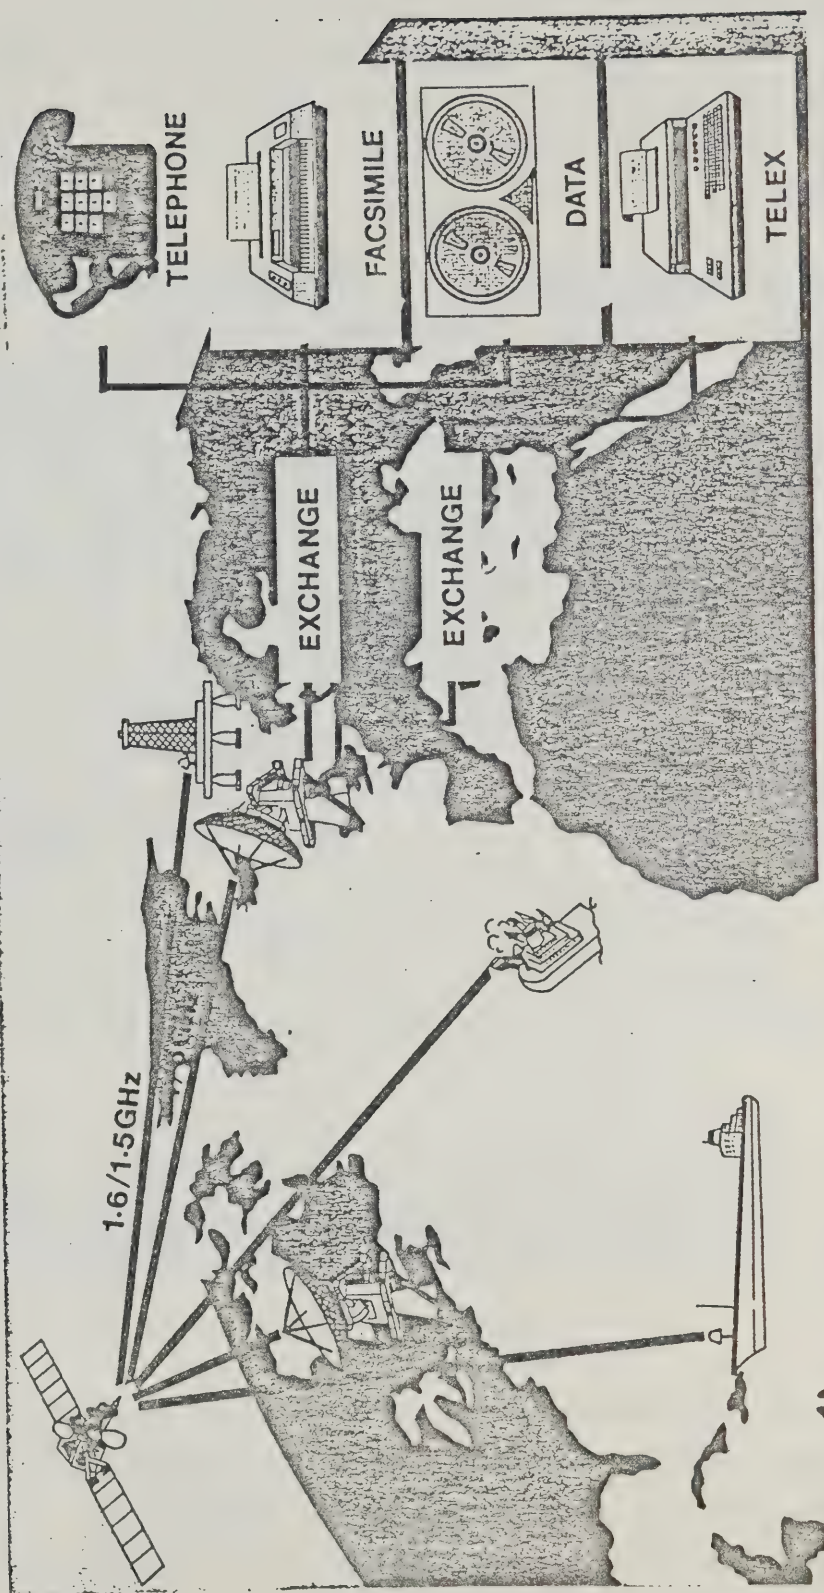 1·6/1·5GHz
EXCHANGE
EXCHANGE
TELEPHONE
FACSIMILE
DATA
TELEX